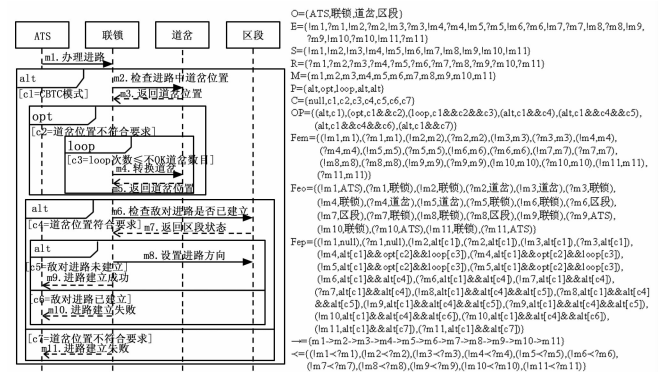 ATS 联锁 道岔 区段
m1.办理进路
alt
m2.检查进路中道岔位置
[c1=CBTC模式]
m3.返回道岔位置
opt
[c2=道岔位置不符合要求]
loop
[c3=loop次数≤不OK道岔数目]
m4.转换道岔
m5.返回道岔位置
alt
m6.检查敌对进路是否已建立
[c4=道岔位置符合要求]
m7.返回区段状态
alt
m8.设置进路方向
[c5=敌对进路未建立]
m9.进路建立成功
[c6=敌对进路已建立]
m10.进路建立失败
[c7=道岔位置不符合要求]
m11.进路建立失败
O=(ATS,联锁,道岔,区段)
E=(!m1,?m1,!m2,?m2,!m3,?m3,!m4,?m4,!m5,?m5,!m6,?m6,!m7,?m7,!m8,?m8,!m9,
?m9,!m10,?m10,!m11,?m11)
S=(!m1,!m2,!m3,!m4,!m5,!m6,!m7,!m8,!m9,!m10,!m11)
R=(?m1,?m2,?m3,?m4,?m5,?m6,?m7,?m8,?m9,?m10,?m11)
M=(m1,m2,m3,m4,m5,m6,m7,m8,m9,m10,m11)
P=(alt,opt,loop,alt,alt)
C=(null,c1,c2,c3,c4,c5,c6,c7)
OP=((alt,c1),(opt,c1&&c2),(loop,c1&&c2&&c3),(alt,c1&&c4),(alt,c1&&c4&&c5),
(alt,c1&&c4&&c6),(alt,c1&&c7))
Fem=((!m1,m1),(?m1,m1),(!m2,m2),(?m2,m2),(!m3,m3),(?m3,m3),(!m4,m4),
(?m4,m4),(!m5,m5),(?m5,m5),(!m6,m6),(?m6,m6),(!m7,m7),(?m7,m7),
(!m8,m8),(?m8,m8),(!m9,m9),(?m9,m9),(!m10,m10),(?m10,m10),(!m11,m11),
(?m11,m11))
Feo=((!m1,ATS),(?m1,联锁),(!m2,联锁),(?m2,道岔),(!m3,道岔),(?m3,联锁),
(!m4,联锁),(?m4,道岔),(!m5,道岔),(?m5,联锁),(!m6,联锁),(?m6,区段),
(!m7,区段),(?m7,联锁),(!m8,联锁),(?m8,区段),(!m9,联锁),(?m9,ATS),
(!m10,联锁),(?m10,ATS),(!m11,联锁),(?m11,ATS))
Fep=((!m1,null),(?m1,null),(!m2,alt[c1]),(?m2,alt[c1]),(!m3,alt[c1]),(?m3,alt[c1]),
(!m4,alt[c1]&&opt[c2]&&loop[c3]),(?m4,alt[c1]&&opt[c2]&&loop[c3]),
(!m5,alt[c1]&&opt[c2]&&loop[c3]),(?m5,alt[c1]&&opt[c2]&&loop[c3]),
(!m6,alt[c1]&&alt[c4]),(?m6,alt[c1]&&alt[c4]),(!m7,alt[c1]&&alt[c4]),
(?m7,alt[c1]&&alt[c4]),(!m8,alt[c1]&&alt[c4]&&alt[c5]),(?m8,alt[c1]&&alt[c4]
&&alt[c5]),(!m9,alt[c1]&&alt[c4]&&alt[c5]),(?m9,alt[c1]&&alt[c4]&&alt[c5]),
(!m10,alt[c1]&&alt[c4]&&alt[c6]),(?m10,alt[c1]&&alt[c4]&&alt[c6]),
(!m11,alt[c1]&&alt[c7]),(?m11,alt[c1]&&alt[c7]))
→=(m1->m2->m3->m4->m5->m6->m7->m8->m9->m10->m11)
≺=((!m1≺?m1),(!m2≺?m2),(!m3≺?m3),(!m4≺?m4),(!m5≺?m5),(!m6≺?m6),
(!m7≺?m7),(!m8≺?m8),(!m9≺?m9),(!m10≺?m10),(!m11≺?m11))